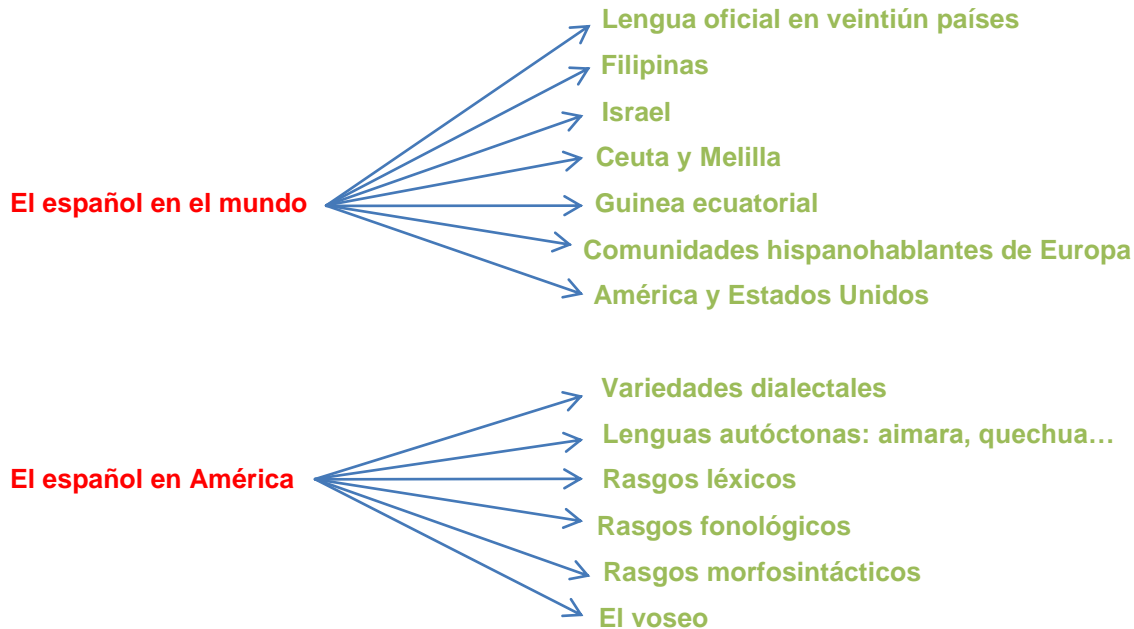 Lengua oficial en veintiún países
Filipinas
Israel
Ceuta y Melilla
El español en el mundo
Guinea ecuatorial
Comunidades hispanohablantes de Europa
América y Estados Unidos
Variedades dialectales
Lenguas autóctonas: aimara, quechua…
El español en América
Rasgos léxicos
Rasgos fonológicos
Rasgos morfosintácticos
El voseo